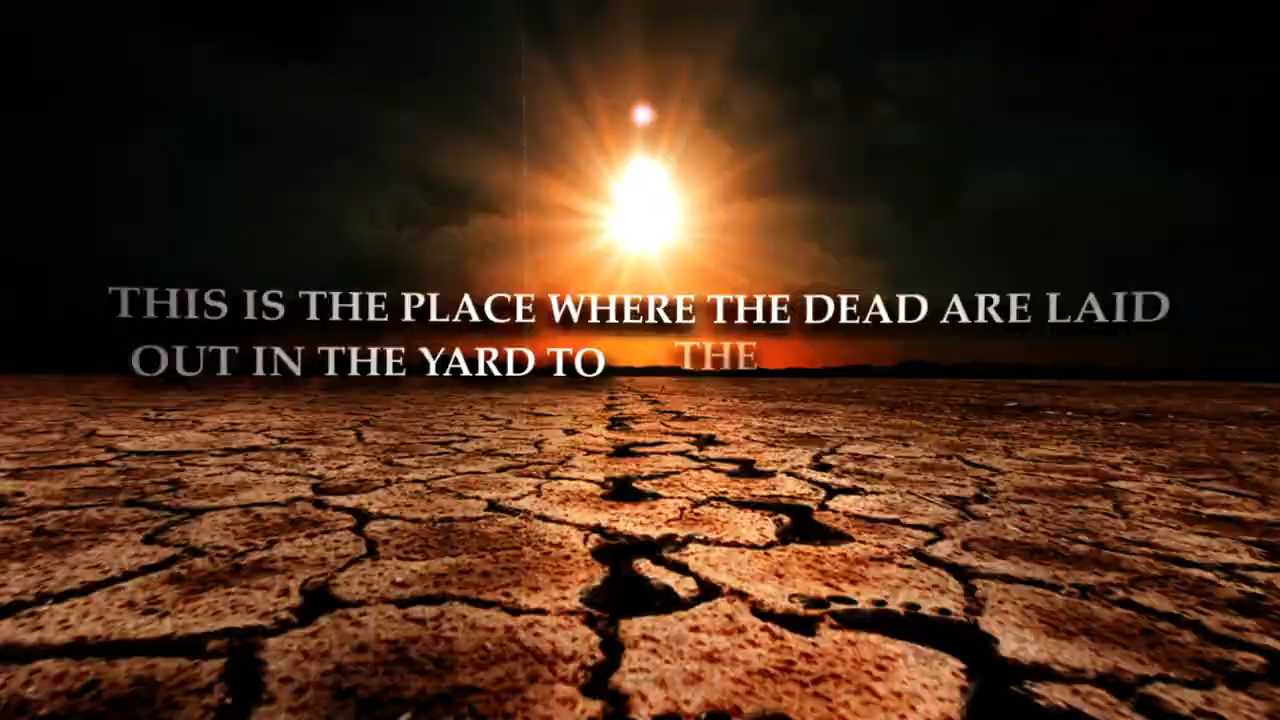 THIS IS THE PLACE WHERE THE DEAD ARE LAID
OUT IN THE YARD TO THE